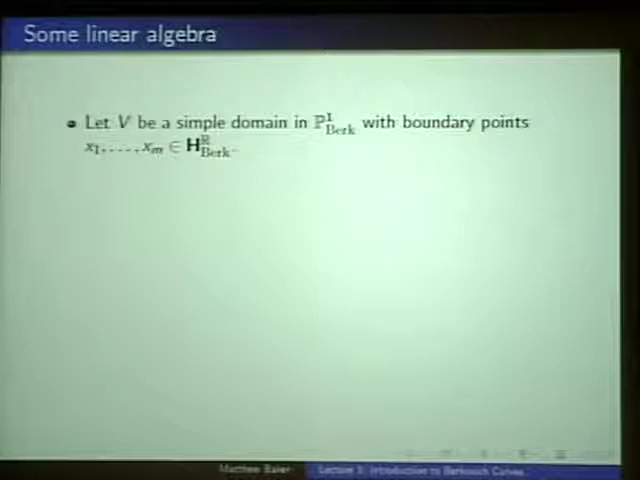 Some linear algebra
Let V be a simple domain in ℙ¹_Berk with boundary points
x₁, . . . , xₘ ∈ H^ℝ_Berk.
Matthew Baker
Lecture 3: Introduction to Berkovich Curves